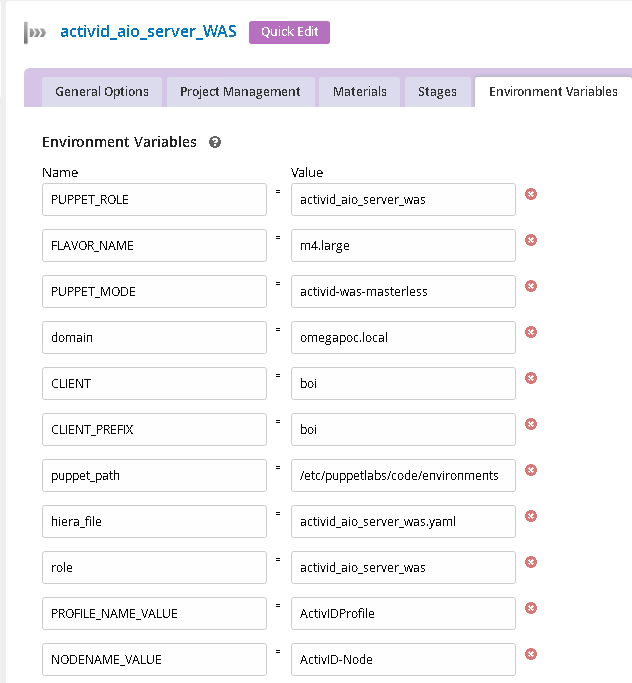 activid_aio_server_WAS Quick Edit
General Options Project Management Materials Stages Environment Variables
Environment Variables ?
Name Value
PUPPET_ROLE = activid_aio_server_was
FLAVOR_NAME = m4.large
PUPPET_MODE = activid-was-masterless
domain = omegapoc.local
CLIENT = boi
CLIENT_PREFIX = boi
puppet_path = /etc/puppetlabs/code/environments
hiera_file = activid_aio_server_was.yaml
role = activid_aio_server_was
PROFILE_NAME_VALUE = ActivIDProfile
NODENAME_VALUE = ActivID-Node